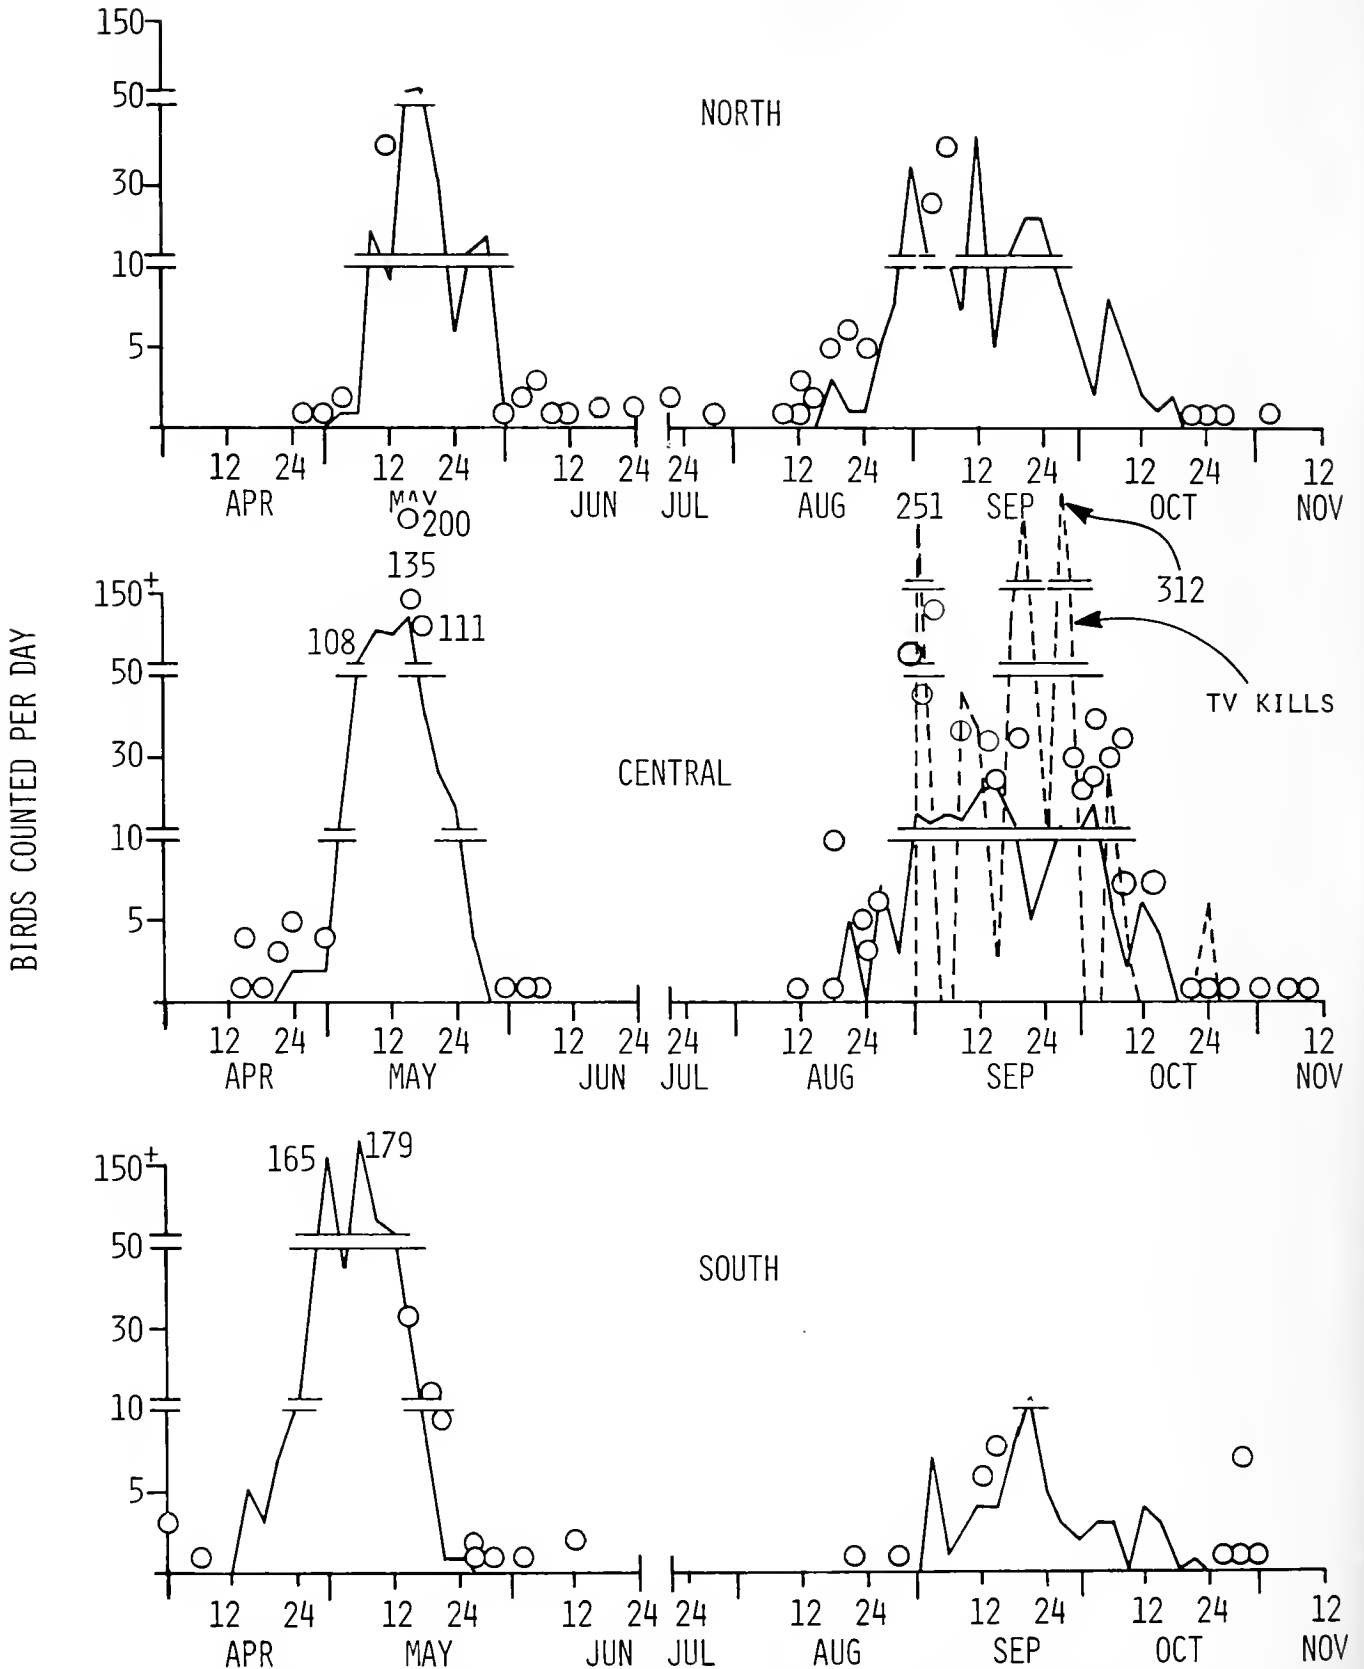 150
50
NORTH
30
10
10
5
12 24 12 24 12 24 24 12 24 12 24 12 24 12
APR MAY JUN JUL AUG SEP OCT NOV
200
251
135
150+
312
108
111
50
TV KILLS
30
CENTRAL
10
5
BIRDS COUNTED PER DAY
12 24 12 24 12 24 24 12 24 12 24 12 24 12
APR MAY JUN JUL AUG SEP OCT NOV
165
179
150+
50
SOUTH
30
10
5
12 24 12 24 12 24 24 12 24 12 24 12 24 12
APR MAY JUN JUL AUG SEP OCT NOV